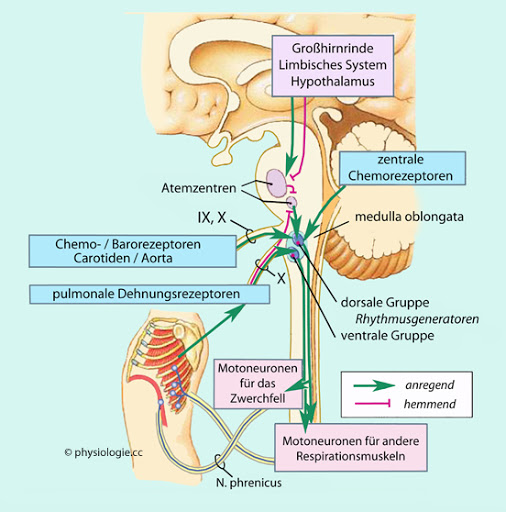 Großhirnrinde
Limbisches System
Hypothalamus
zentrale
Chemorezeptoren
Atemzentren
IX, X
medulla oblongata
Chemo- / Barorezeptoren
Carotiden / Aorta
X
pulmonale Dehnungsrezeptoren
dorsale Gruppe
Rhythmusgeneratoren
ventrale Gruppe
Motoneuronen
für das
Zwerchfell
anregend
hemmend
Motoneuronen für andere
Respirationsmuskeln
© physiologie.cc
N. phrenicus